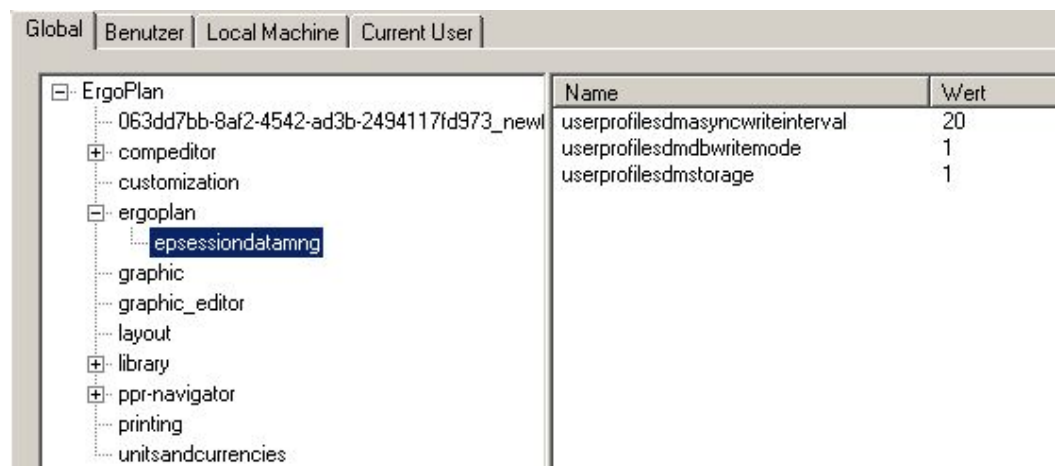 Global Benutzer Local Machine Current User
Name Wert
ErgoPlan
063dd7bb-8af2-4542-ad3b-2494117fd973_newl
compeditor
customization
ergoplan
epsessiondatamng
graphic
graphic_editor
layout
library
ppr-navigator
printing
unitsandcurrencies
userprofilesdmasyncwriteinterval 20
userprofilesdmdbwritemode 1
userprofilesdmstorage 1